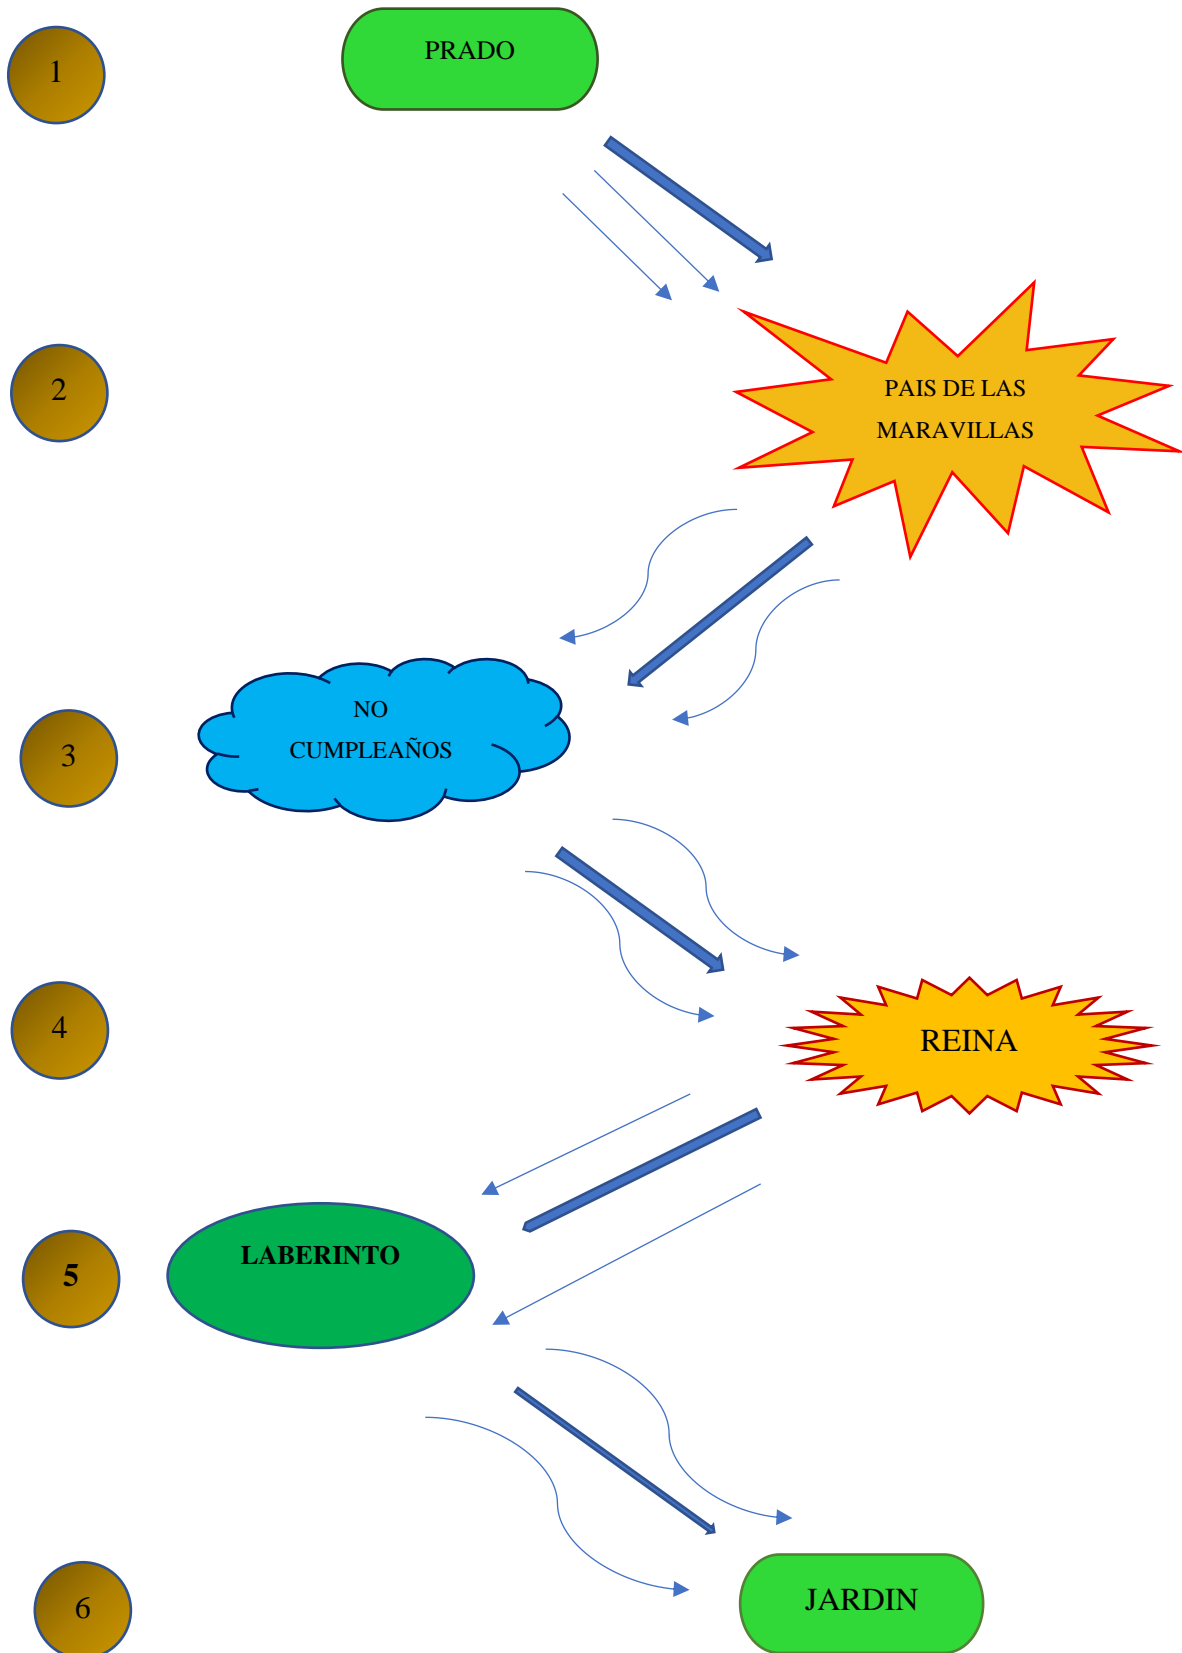 1
PRADO
2
PAIS DE LAS
MARAVILLAS
3
NO
CUMPLEAÑOS
4
REINA
5
LABERINTO
6
JARDIN